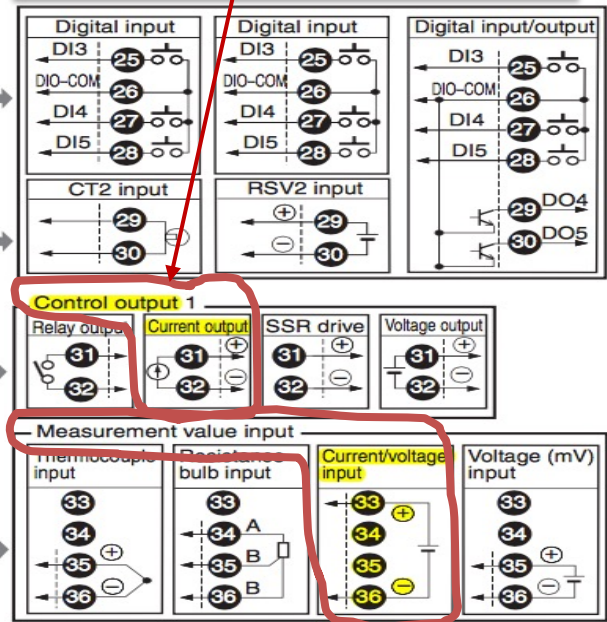 Digital input
DI3
25
DIO-COM
26
DI4
27
DI5
28
Digital input
DI3
25
DIO-COM
26
DI4
27
DI5
28
Digital input/output
DI3
25
DIO-COM
26
DI4
27
DI5
28
29 DO4
30 DO5
CT2 input
29
30
RSV2 input
⊕ 29
⊖ 30
Control output 1
Relay output
31
32
Current output
31 ⊕
32 ⊖
SSR drive
31 ⊕
32 ⊖
Voltage output
31 ⊕
32 ⊖
Measurement value input
Thermocouple
input
33
34
35 ⊕
36 ⊖
Resistance
bulb input
33
34 A
35 B
36 B
Current/voltage
input
33 ⊕
34
35
36 ⊖
Voltage (mV)
input
33
34
35 ⊕
36 ⊖